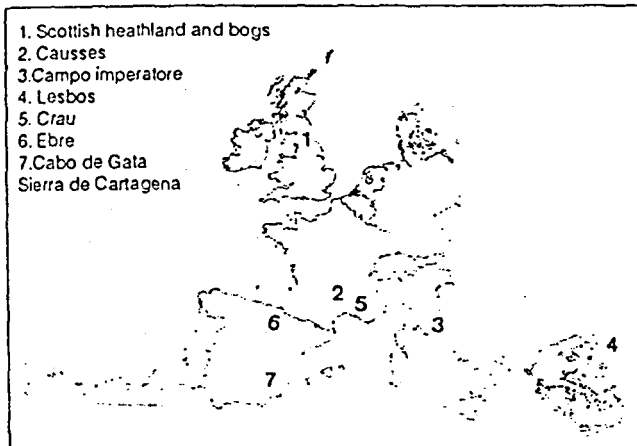 1. Scottish heathland and bogs
2. Causses
3.Campo imperatore
4. Lesbos
5. Crau
6. Ebre
7.Cabo de Gata
Sierra de Cartagena
1
2
5
3
6
4
7